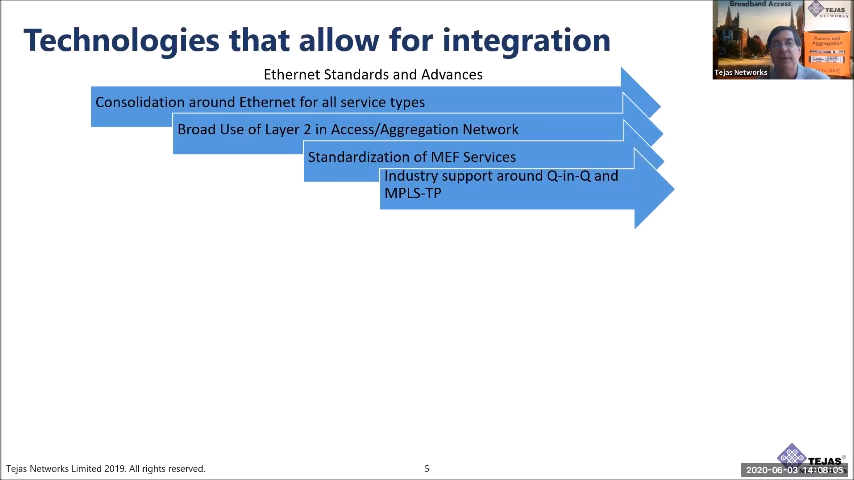 Technologies that allow for integration
Ethernet Standards and Advances
Consolidation around Ethernet for all service types
Broad Use of Layer 2 in Access/Aggregation Network
Standardization of MEF Services
Industry support around Q-in-Q and
MPLS-TP
Broadband Access
TEJAS
NETWORKS
Access and
Aggregation
Tejas Networks
Tejas Networks Limited 2019. All rights reserved.
5
TEJAS
2020-06-03 14:08:05